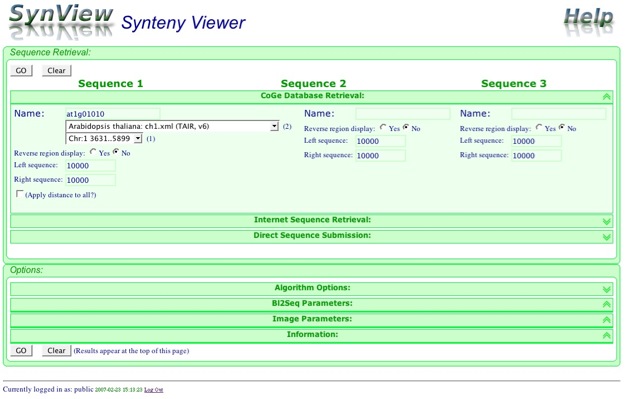 SynView Synteny Viewer
Help
Sequence Retrieval:
GO Clear
Sequence 1 Sequence 2 Sequence 3
CoGe Database Retrieval:
Name: at1g01010 Name: Name:
Arabidopsis thaliana: ch1.xml (TAIR, v6) (2)
Reverse region display: Yes No Reverse region display: Yes No
Chr:1 3631..5899 (1)
Left sequence: 10000 Left sequence: 10000
Reverse region display: Yes No
Right sequence: 10000 Right sequence: 10000
Left sequence: 10000
Right sequence: 10000
(Apply distance to all?)
Internet Sequence Retrieval:
Direct Sequence Submission:
Options:
Algorithm Options:
Bl2Seq Parameters:
Image Parameters:
Information:
GO Clear (Results appear at the top of this page)
Currently logged in as: public 2007-02-23 15:13:23 Log Out